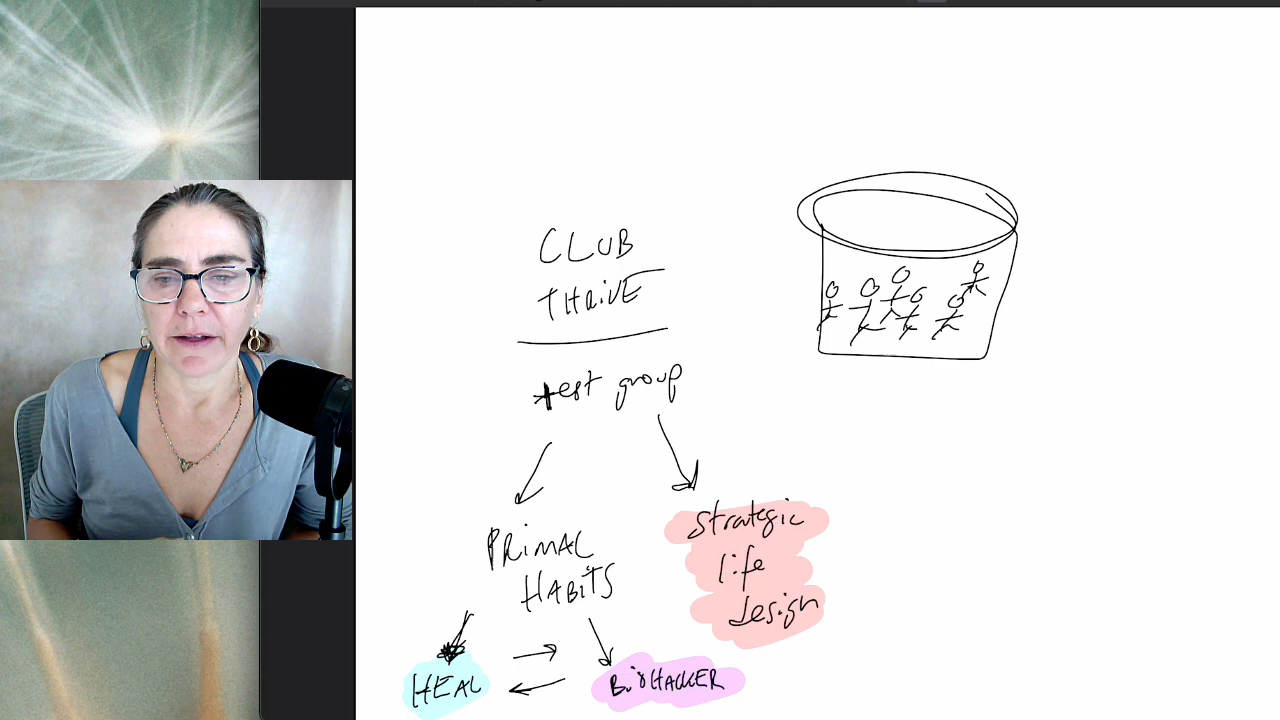 CLUB
THRiVE
test group
PRiMAL
HABiTS
strategic
life
design
HEAL
BiOHACKER